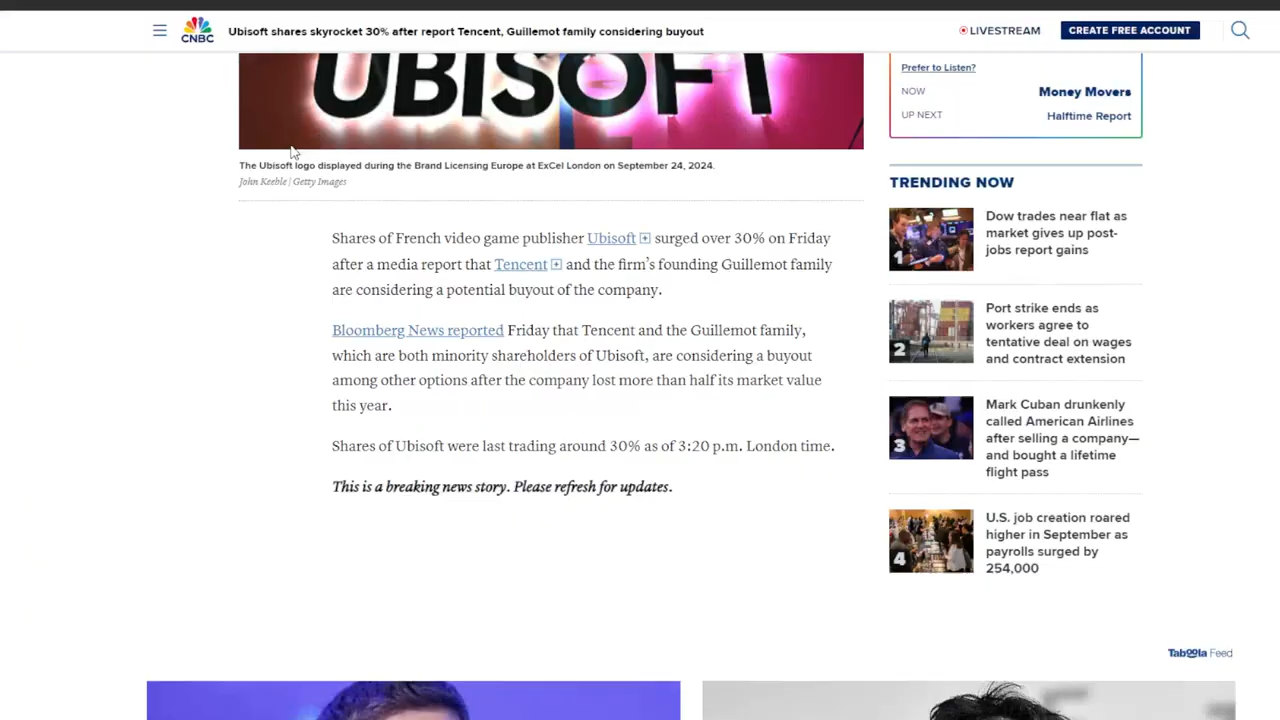 CNBC
Ubisoft shares skyrocket 30% after report Tencent, Guillemot family considering buyout
LIVESTREAM
CREATE FREE ACCOUNT
UBISOFT
The Ubisoft logo displayed during the Brand Licensing Europe at ExCel London on September 24, 2024.
John Keeble | Getty Images
Shares of French video game publisher Ubisoft surged over 30% on Friday
after a media report that Tencent and the firm's founding Guillemot family
are considering a potential buyout of the company.
Bloomberg News reported Friday that Tencent and the Guillemot family,
which are both minority shareholders of Ubisoft, are considering a buyout
among other options after the company lost more than half its market value
this year.
Shares of Ubisoft were last trading around 30% as of 3:20 p.m. London time.
This is a breaking news story. Please refresh for updates.
Prefer to Listen?
NOW Money Movers
UP NEXT Halftime Report
TRENDING NOW
1
Dow trades near flat as
market gives up post-
jobs report gains
2
Port strike ends as
workers agree to
tentative deal on wages
and contract extension
3
Mark Cuban drunkenly
called American Airlines
after selling a company—
and bought a lifetime
flight pass
4
U.S. job creation roared
higher in September as
payrolls surged by
254,000
Taboola Feed